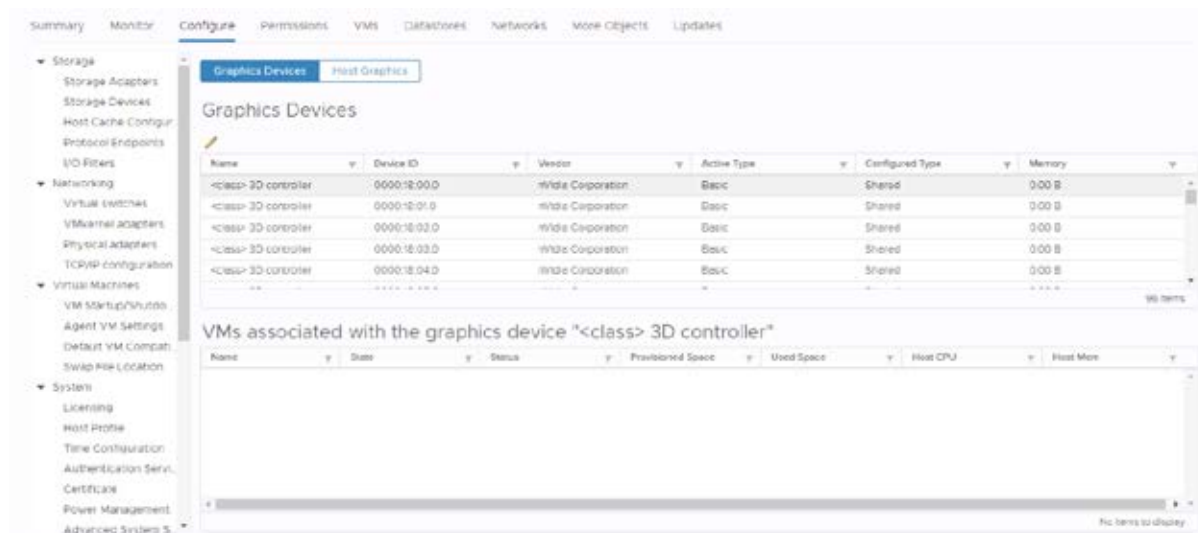 Summary Monitor Configure Permissions VMs Datastores Networks More Objects Updates
Storage
Storage Adapters
Storage Devices
Host Cache Configur
Protocol Endpoints
I/O Filters
Networking
Virtual switches
VMkernel adapters
Physical adapters
TCP/IP configuration
Virtual Machines
VM Startup/Shutdo
Agent VM Settings
Default VM Compati
Swap File Location
System
Licensing
Host Profile
Time Configuration
Authentication Servi
Certificate
Power Management
Advanced System S
Graphics Devices Host Graphics
Graphics Devices
Name Device ID Vendor Active Type Configured Type Memory
<class> 3D controller 0000:18:00.0 nVidia Corporation Basic Shared 0.00 B
<class> 3D controller 0000:18:01.0 nVidia Corporation Basic Shared 0.00 B
<class> 3D controller 0000:18:02.0 nVidia Corporation Basic Shared 0.00 B
<class> 3D controller 0000:18:03.0 nVidia Corporation Basic Shared 0.00 B
<class> 3D controller 0000:18:04.0 nVidia Corporation Basic Shared 0.00 B
items
VMs associated with the graphics device "<class> 3D controller"
Name State Status Provisioned Space Used Space Host CPU Host Mem
No items to display